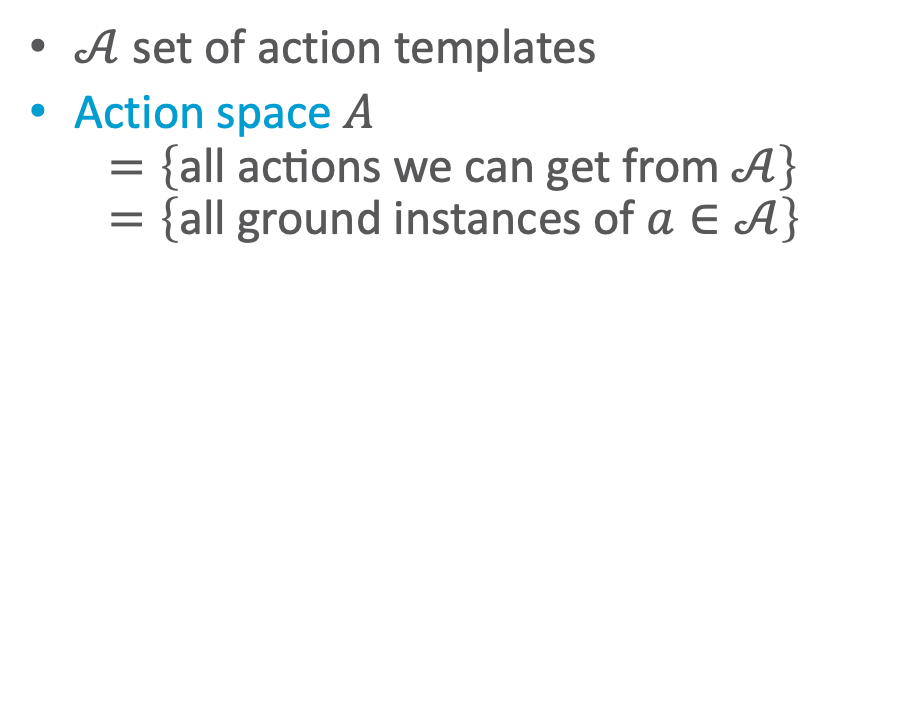 • 𝒜 set of action templates
• Action space 𝐴
= {all actions we can get from 𝒜}
= {all ground instances of 𝑎 ∈ 𝒜}